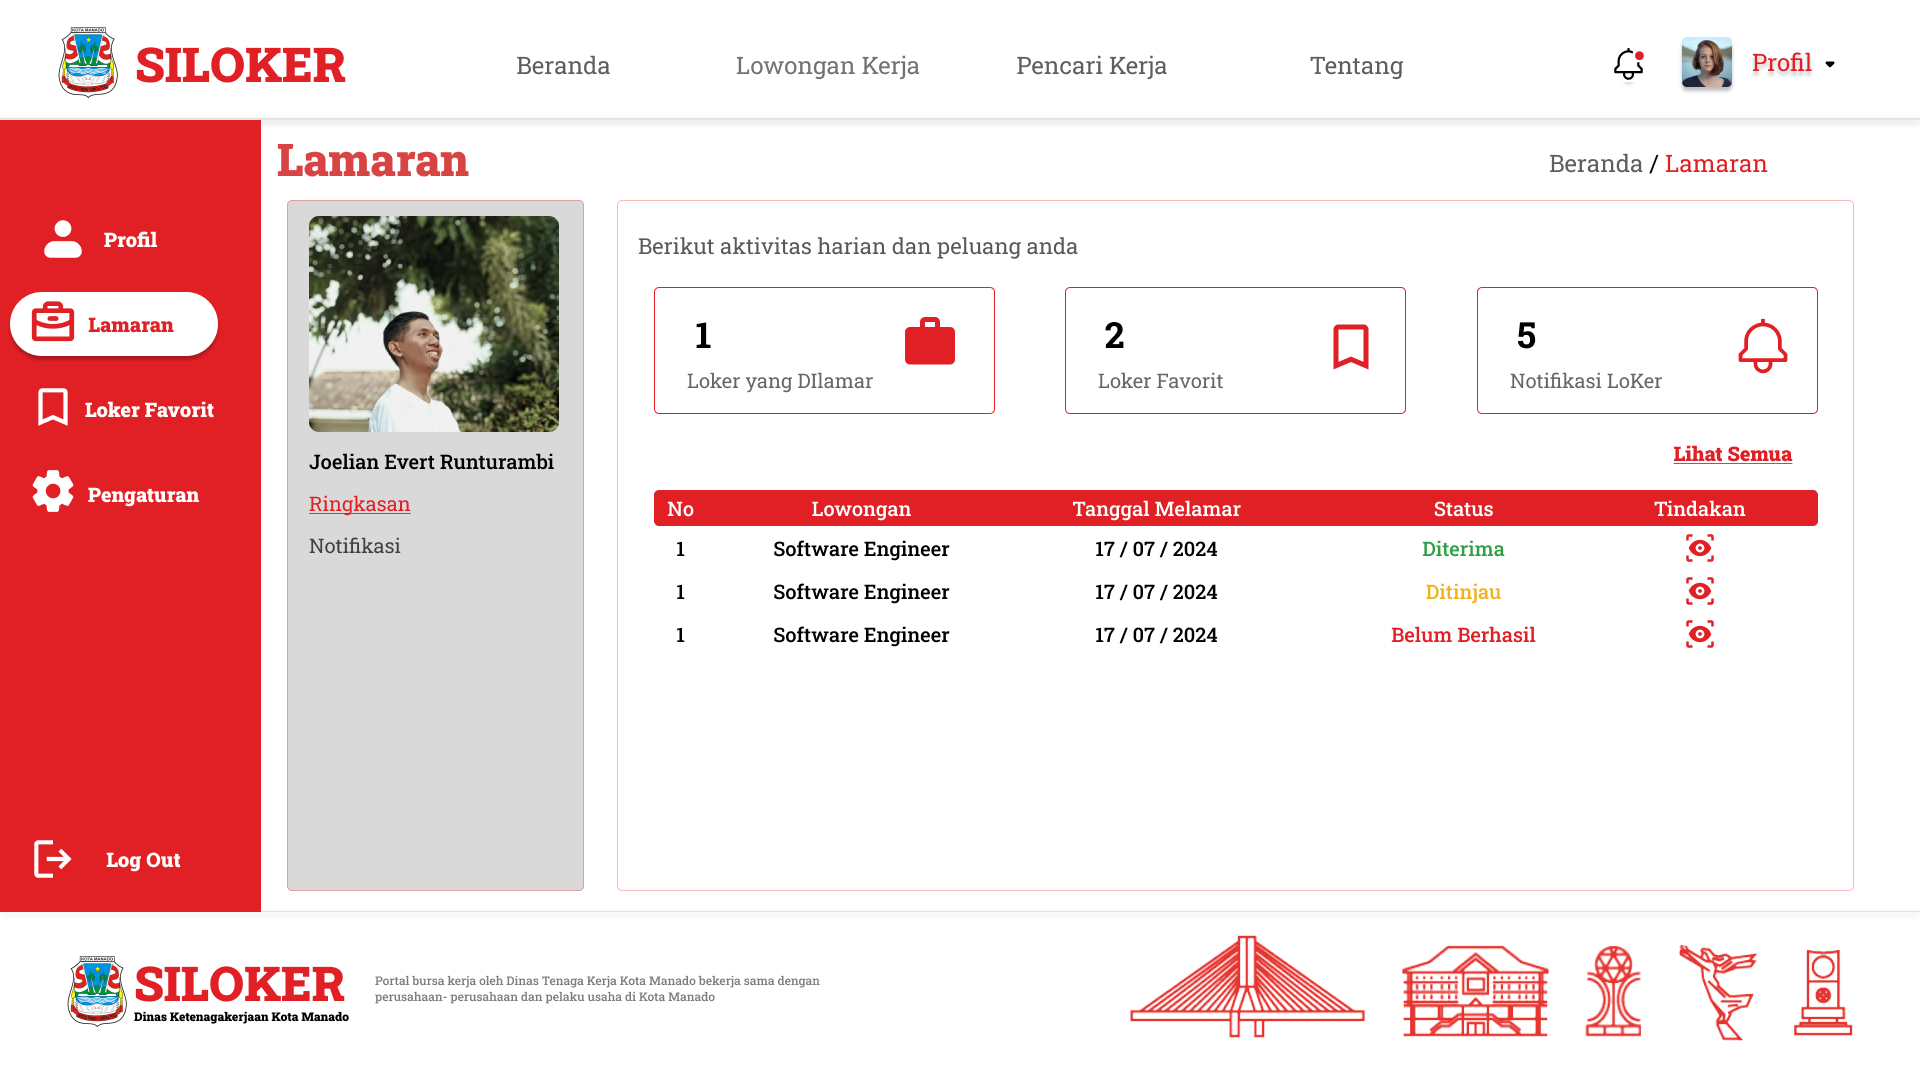 KOTA MANADO
SILOKER
Beranda
Lowongan Kerja
Pencari Kerja
Tentang
Profil
Lamaran
Beranda / Lamaran
Profil
Lamaran
Loker Favorit
Pengaturan
Log Out
Joelian Evert Runturambi
Ringkasan
Notifikasi
Berikut aktivitas harian dan peluang anda
1
Loker yang DIlamar
2
Loker Favorit
5
Notifikasi LoKer
Lihat Semua
No Lowongan Tanggal Melamar Status Tindakan
1 Software Engineer 17 / 07 / 2024 Diterima
1 Software Engineer 17 / 07 / 2024 Ditinjau
1 Software Engineer 17 / 07 / 2024 Belum Berhasil
KOTA MANADO
SILOKER
Dinas Ketenagakerjaan Kota Manado
Portal bursa kerja oleh Dinas Tenaga Kerja Kota Manado bekerja sama dengan
perusahaan- perusahaan dan pelaku usaha di Kota Manado